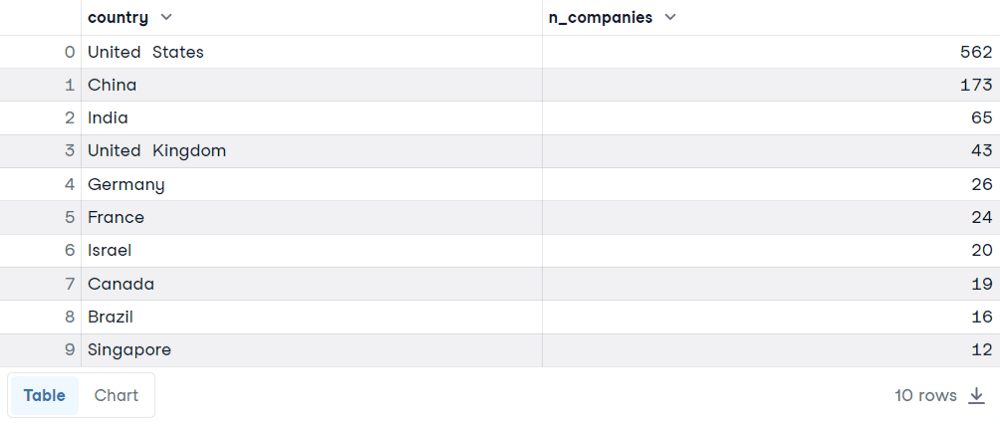 country n_companies
0 United States 562
1 China 173
2 India 65
3 United Kingdom 43
4 Germany 26
5 France 24
6 Israel 20
7 Canada 19
8 Brazil 16
9 Singapore 12
Table Chart 10 rows